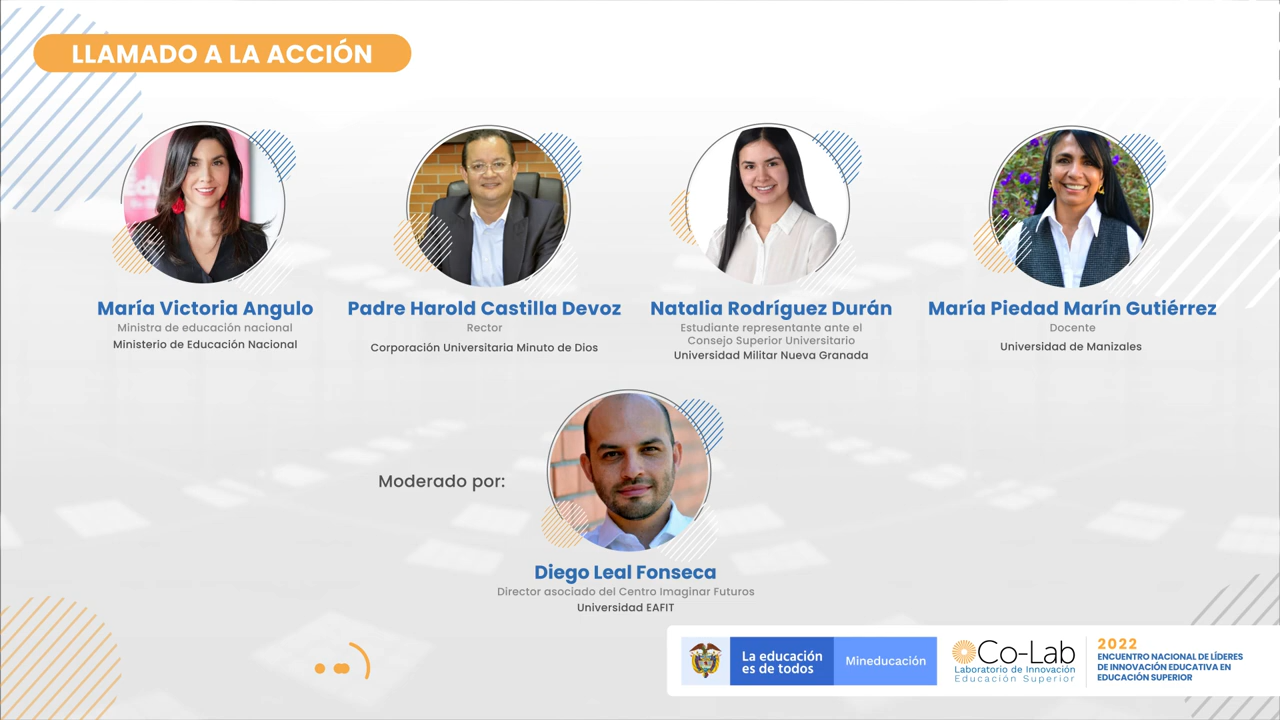 LLAMADO A LA ACCIÓN
María Victoria Angulo
Ministra de educación nacional
Ministerio de Educación Nacional
Padre Harold Castilla Devoz
Rector
Corporación Universitaria Minuto de Dios
Natalia Rodríguez Durán
Estudiante representante ante el
Consejo Superior Universitario
Universidad Militar Nueva Granada
María Piedad Marín Gutiérrez
Docente
Universidad de Manizales
Moderado por:
Diego Leal Fonseca
Director asociado del Centro Imaginar Futuros
Universidad EAFIT
La educación
es de todos
Mineducación
Co-Lab
Laboratorio de Innovación
Educación Superior
2022
ENCUENTRO NACIONAL DE LÍDERES
DE INNOVACIÓN EDUCATIVA EN
EDUCACIÓN SUPERIOR